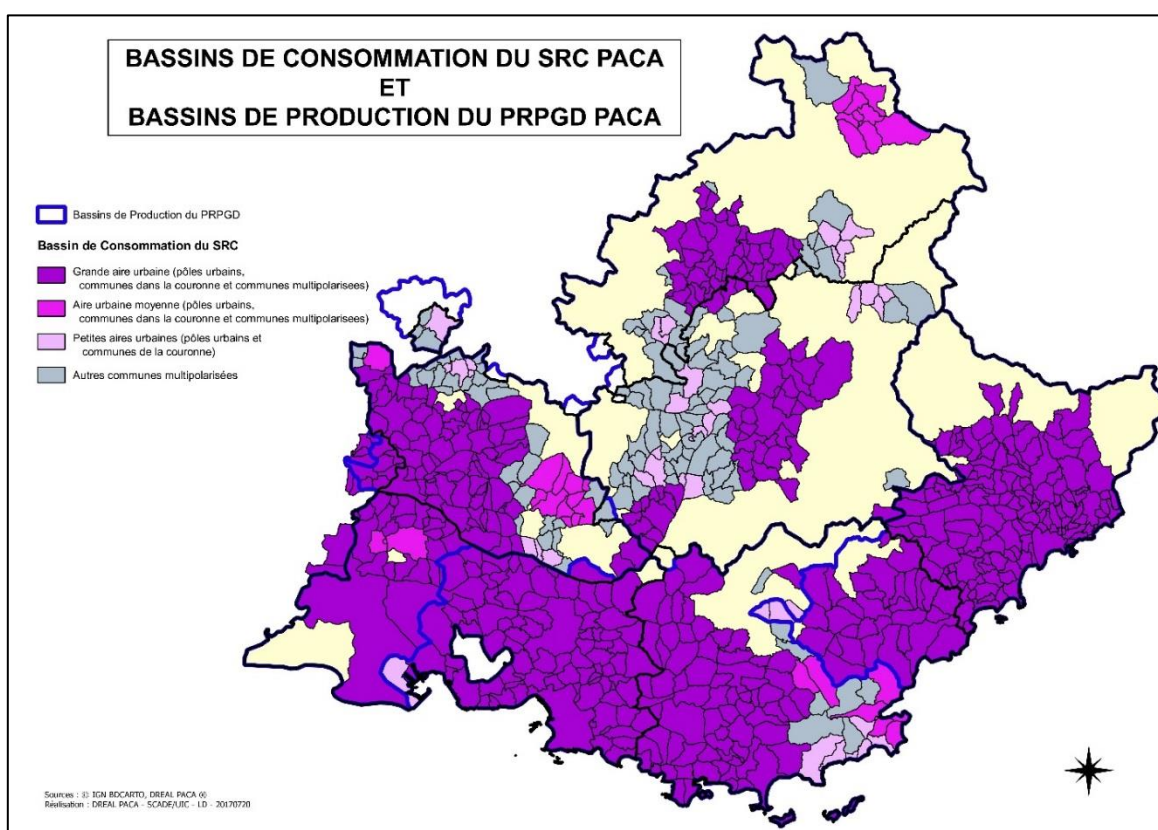 BASSINS DE CONSOMMATION DU SRC PACA
ET
BASSINS DE PRODUCTION DU PRPGD PACA
Bassins de Production du PRPGD
Bassin de Consommation du SRC
Grande aire urbaine (pôles urbains,
communes dans la couronne et communes multipolarisees)
Aire urbaine moyenne (pôles urbains,
communes dans la couronne et communes multipolarisees)
Petites aires urbaines (pôles urbains et
communes de la couronne)
Autres communes multipolarisées
Sources : © IGN BDCARTO, DREAL PACA ®
Réalisation : DREAL PACA - SCADE/UIC - LD - 20170720